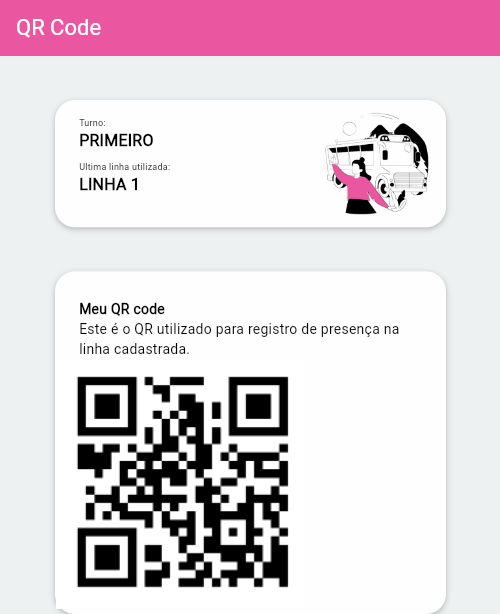 QR Code
Turno:
PRIMEIRO
Ultima linha utilizada:
LINHA 1
Meu QR code
Este é o QR utilizado para registro de presença na
linha cadastrada.